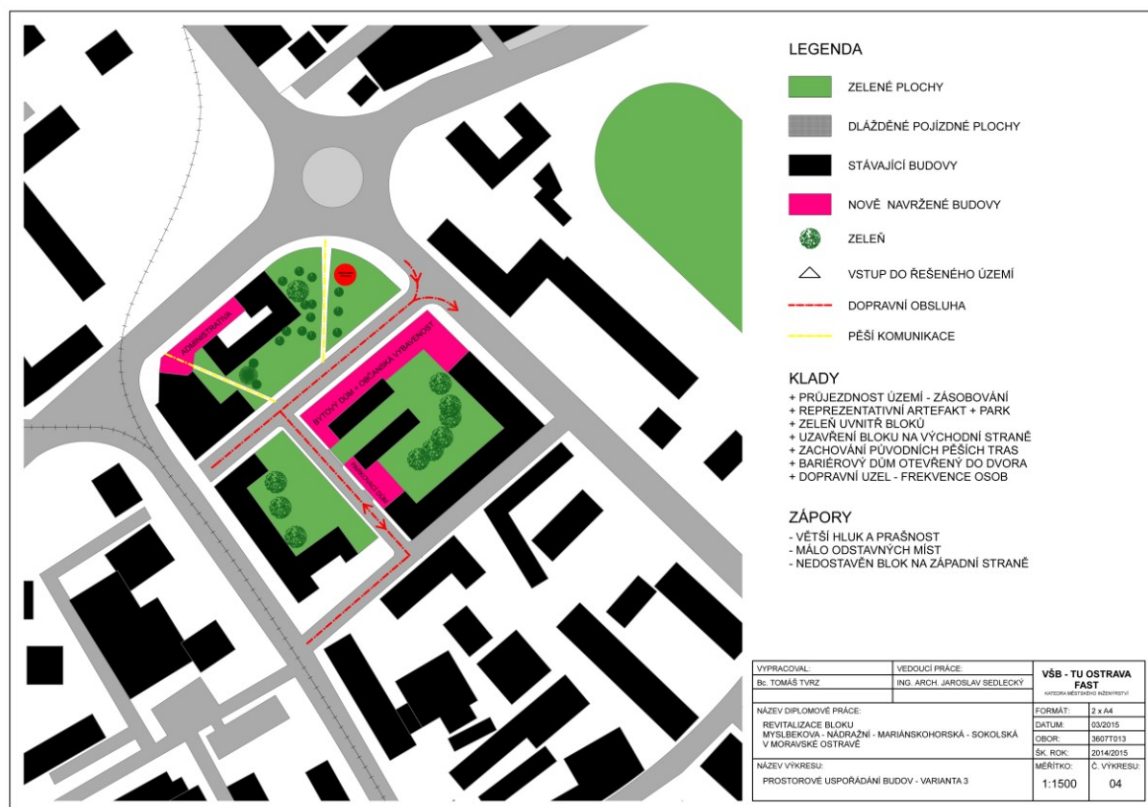 ADMINISTRATIVA
BYTOVÝ DŮM + OBČANSKÁ VYBAVENOST
LEGENDA
ZELENÉ PLOCHY
DLÁŽDĚNÉ POJÍZDNÉ PLOCHY
STÁVAJÍCÍ BUDOVY
NOVĚ NAVRŽENÉ BUDOVY
ZELEŇ
VSTUP DO ŘEŠENÉHO ÚZEMÍ
DOPRAVNÍ OBSLUHA
PĚŠÍ KOMUNIKACE
KLADY
+ PRŮJEZDNOST ÚZEMÍ - ZÁSOBOVÁNÍ
+ REPREZENTATIVNÍ ARTEFAKT + PARK
+ ZELEŇ UVNITŘ BLOKŮ
+ UZAVŘENÍ BLOKU NA VÝCHODNÍ STRANĚ
+ ZACHOVÁNÍ PŮVODNÍCH PĚŠÍCH TRAS
+ BARIÉROVÝ DŮM OTEVŘENÝ DO DVORA
+ DOPRAVNÍ UZEL - FREKVENCE OSOB
ZÁPORY
- VĚTŠÍ HLUK A PRAŠNOST
- MÁLO ODSTAVNÝCH MÍST
- NEDOSTAVĚN BLOK NA ZÁPADNÍ STRANĚ
VYPRACOVAL:
Bc. TOMÁŠ TVRZ
VEDOUCÍ PRÁCE:
ING. ARCH. JAROSLAV SEDLECKÝ
VŠB - TU OSTRAVA
FAST
KATEDRA MĚSTSKÉHO INŽENÝRSTVÍ
NÁZEV DIPLOMOVÉ PRÁCE:
REVITALIZACE BLOKU
MYSLBEKOVA - NÁDRAŽNÍ - MARIÁNSKOHORSKÁ - SOKOLSKÁ
V MORAVSKÉ OSTRAVĚ
FORMÁT: 2 x A4
DATUM: 03/2015
OBOR: 3607T013
ŠK. ROK: 2014/2015
NÁZEV VÝKRESU:
PROSTOROVÉ USPOŘÁDÁNÍ BUDOV - VARIANTA 3
MĚŘÍTKO: Č. VÝKRESU:
1:1500 04